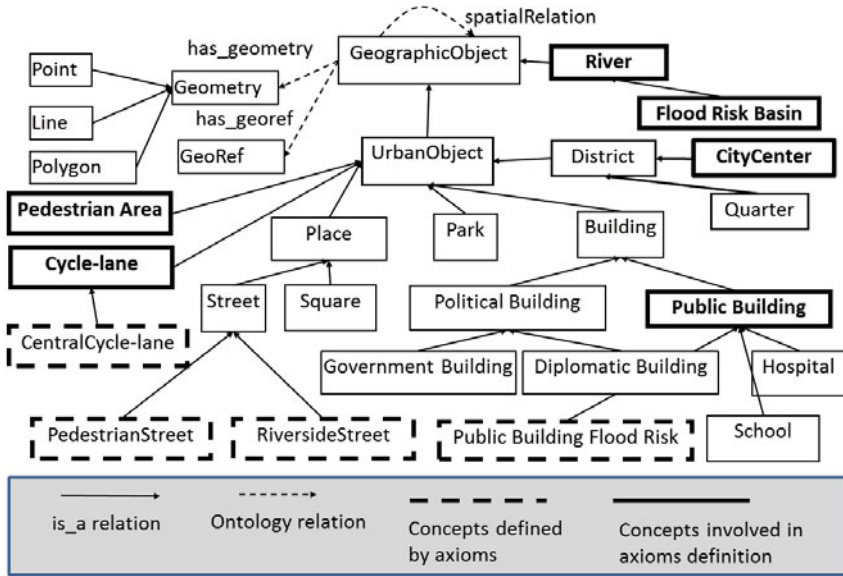 spatialRelation
has_geometry
GeographicObject
River
Point
Geometry
Flood Risk Basin
has_georef
Line
GeoRef
UrbanObject
District
CityCenter
Polygon
Pedestrian Area
Quarter
Place
Park
Building
Cycle-lane
Street
Square
Political Building
Public Building
CentralCycle-lane
Government Building
Diplomatic Building
Hospital
PedestrianStreet
RiversideStreet
Public Building Flood Risk
School
is_a relation
Ontology relation
Concepts defined
by axioms
Concepts involved in
axioms definition